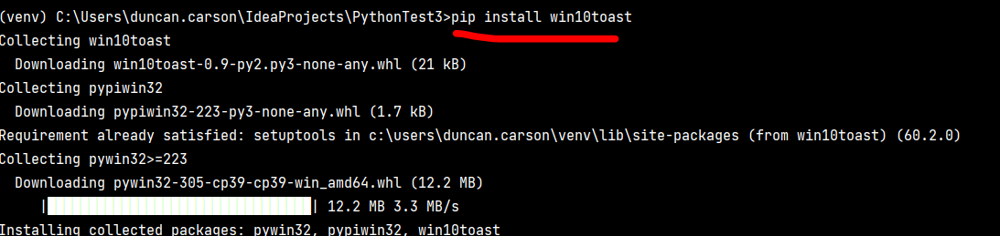 (venv) C:\Users\duncan.carson\IdeaProjects\PythonTest3>pip install win10toast
Collecting win10toast
  Downloading win10toast-0.9-py2.py3-none-any.whl (21 kB)
Collecting pypiwin32
  Downloading pypiwin32-223-py3-none-any.whl (1.7 kB)
Requirement already satisfied: setuptools in c:\users\duncan.carson\venv\lib\site-packages (from win10toast) (60.2.0)
Collecting pywin32>=223
  Downloading pywin32-305-cp39-cp39-win_amd64.whl (12.2 MB)
     |████████████████████████████████| 12.2 MB 3.3 MB/s
Installing collected packages: pywin32, pypiwin32, win10toast